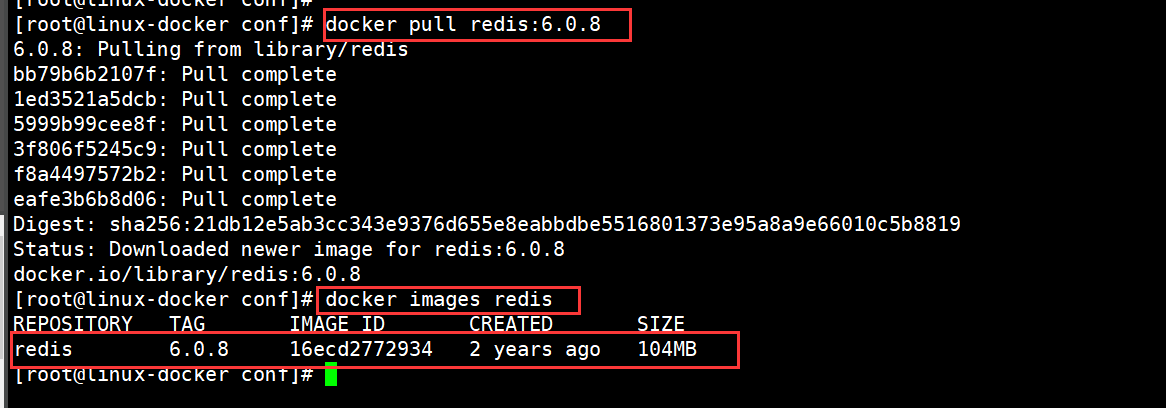 [root@linux-docker conf]#
[root@linux-docker conf]# docker pull redis:6.0.8
6.0.8: Pulling from library/redis
bb79b6b2107f: Pull complete
1ed3521a5dcb: Pull complete
5999b99cee8f: Pull complete
3f806f5245c9: Pull complete
f8a4497572b2: Pull complete
eafe3b6b8d06: Pull complete
Digest: sha256:21db12e5ab3cc343e9376d655e8eabbdbe5516801373e95a8a9e66010c5b8819
Status: Downloaded newer image for redis:6.0.8
docker.io/library/redis:6.0.8
[root@linux-docker conf]# docker images redis
REPOSITORY   TAG       IMAGE ID       CREATED       SIZE
redis        6.0.8     16ecd2772934   2 years ago   104MB
[root@linux-docker conf]#